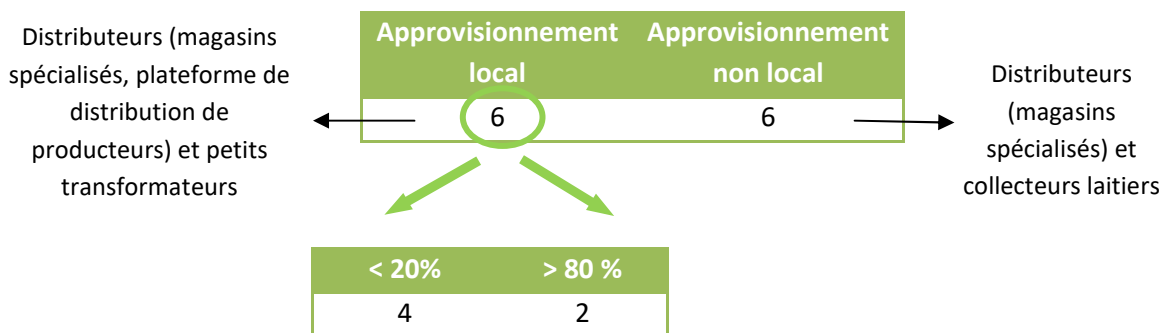 Distributeurs (magasins
spécialisés, plateforme de
distribution de
producteurs) et petits
transformateurs
Approvisionnement local
Approvisionnement non local
6
6
Distributeurs
(magasins
spécialisés) et
collecteurs laitiers
< 20%
> 80 %
4
2